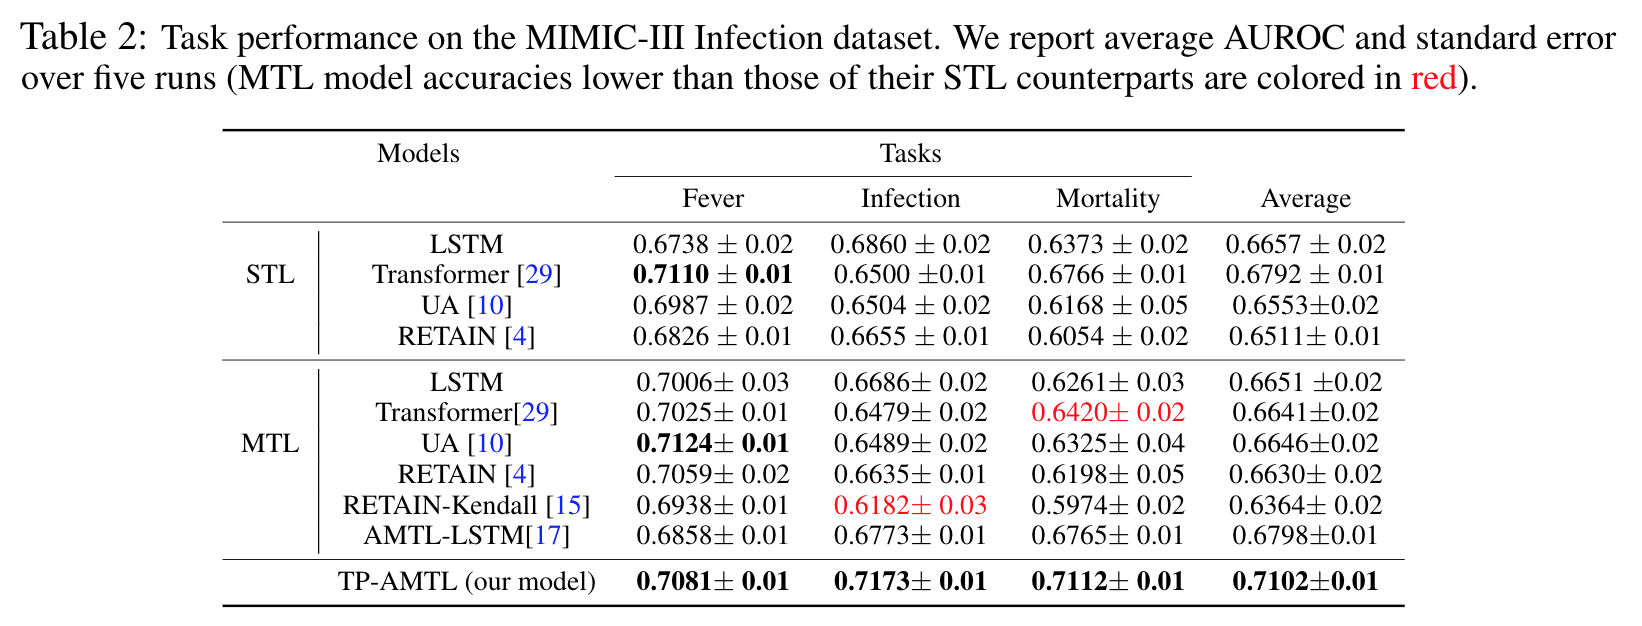 Table 2: Task performance on the MIMIC-III Infection dataset. We report average AUROC and standard error
over five runs (MTL model accuracies lower than those of their STL counterparts are colored in red).
Models Tasks
Fever Infection Mortality Average
LSTM 0.6738 ± 0.02 0.6860 ± 0.02 0.6373 ± 0.02 0.6657 ± 0.02
STL Transformer [29] 0.7110 ± 0.01 0.6500 ±0.01 0.6766 ± 0.01 0.6792 ± 0.01
UA [10] 0.6987 ± 0.02 0.6504 ± 0.02 0.6168 ± 0.05 0.6553±0.02
RETAIN [4] 0.6826 ± 0.01 0.6655 ± 0.01 0.6054 ± 0.02 0.6511± 0.01
LSTM 0.7006± 0.03 0.6686± 0.02 0.6261± 0.03 0.6651 ±0.02
Transformer[29] 0.7025± 0.01 0.6479± 0.02 0.6420± 0.02 0.6641±0.02
MTL UA [10] 0.7124± 0.01 0.6489± 0.02 0.6325± 0.04 0.6646±0.02
RETAIN [4] 0.7059± 0.02 0.6635± 0.01 0.6198± 0.05 0.6630± 0.02
RETAIN-Kendall [15] 0.6938± 0.01 0.6182± 0.03 0.5974± 0.02 0.6364± 0.02
AMTL-LSTM[17] 0.6858± 0.01 0.6773± 0.01 0.6765± 0.01 0.6798±0.01
TP-AMTL (our model) 0.7081± 0.01 0.7173± 0.01 0.7112± 0.01 0.7102±0.01